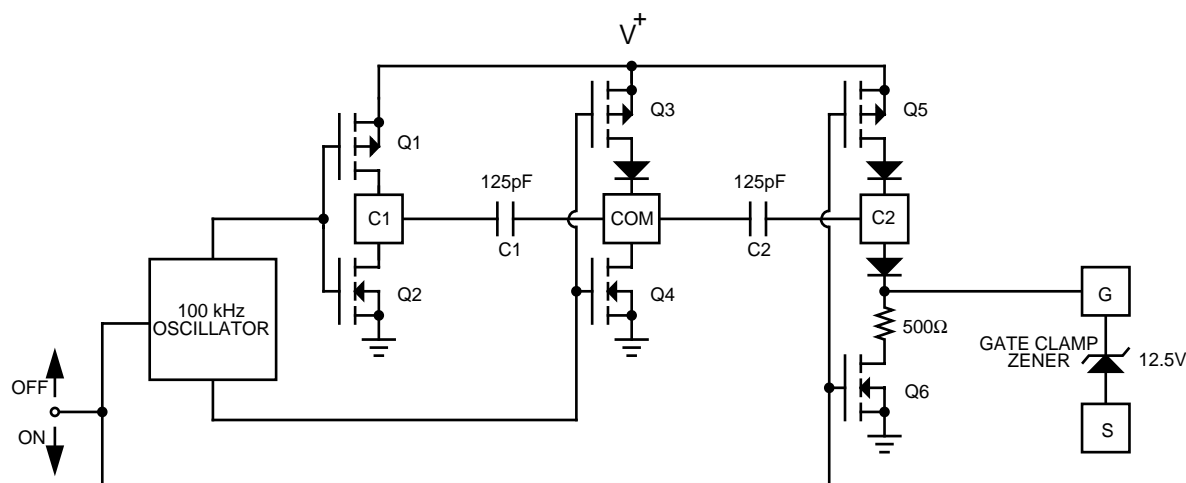 V+
Q1
Q3
Q5
125pF
125pF
C1
COM
C2
C1
C2
Q2
Q4
100 kHz
OSCILLATOR
G
500Ω
GATE CLAMP
ZENER
12.5V
OFF
Q6
ON
S